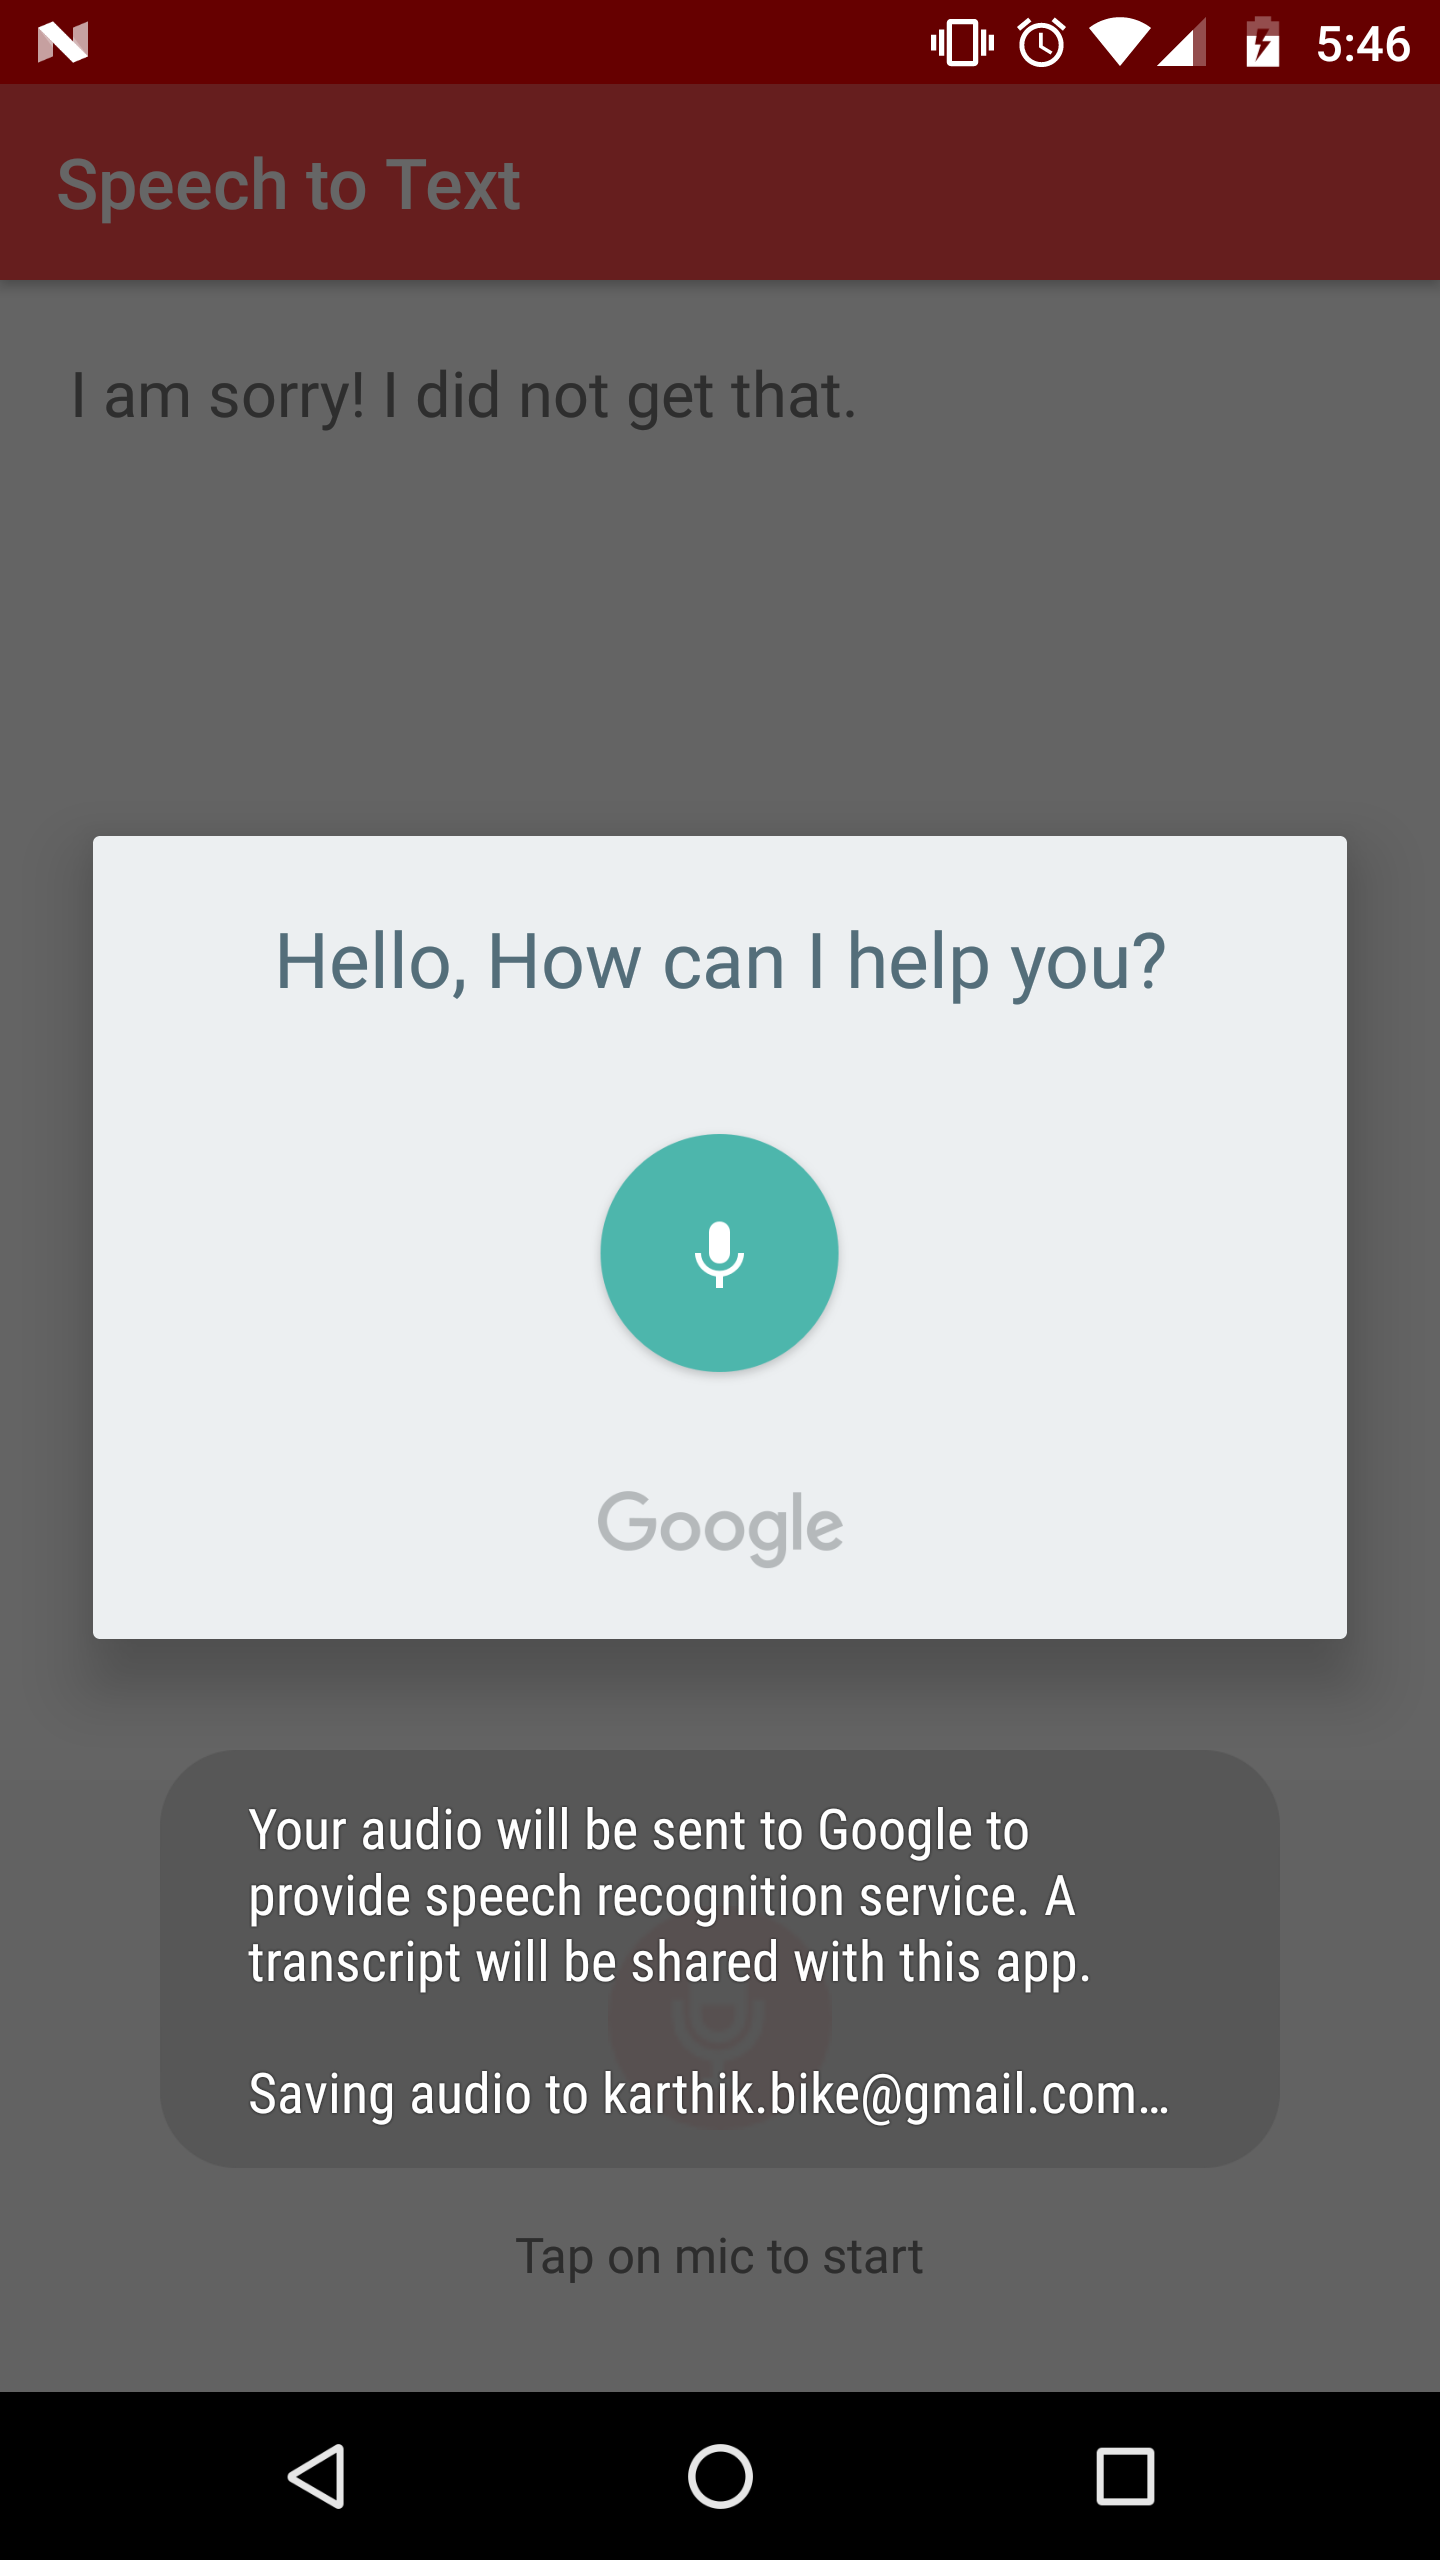 5:46
Speech to Text
I am sorry! I did not get that.
Hello, How can I help you?
Google
Your audio will be sent to Google to
provide speech recognition service. A
transcript will be shared with this app.
Saving audio to karthik.bike@gmail.com...
Tap on mic to start